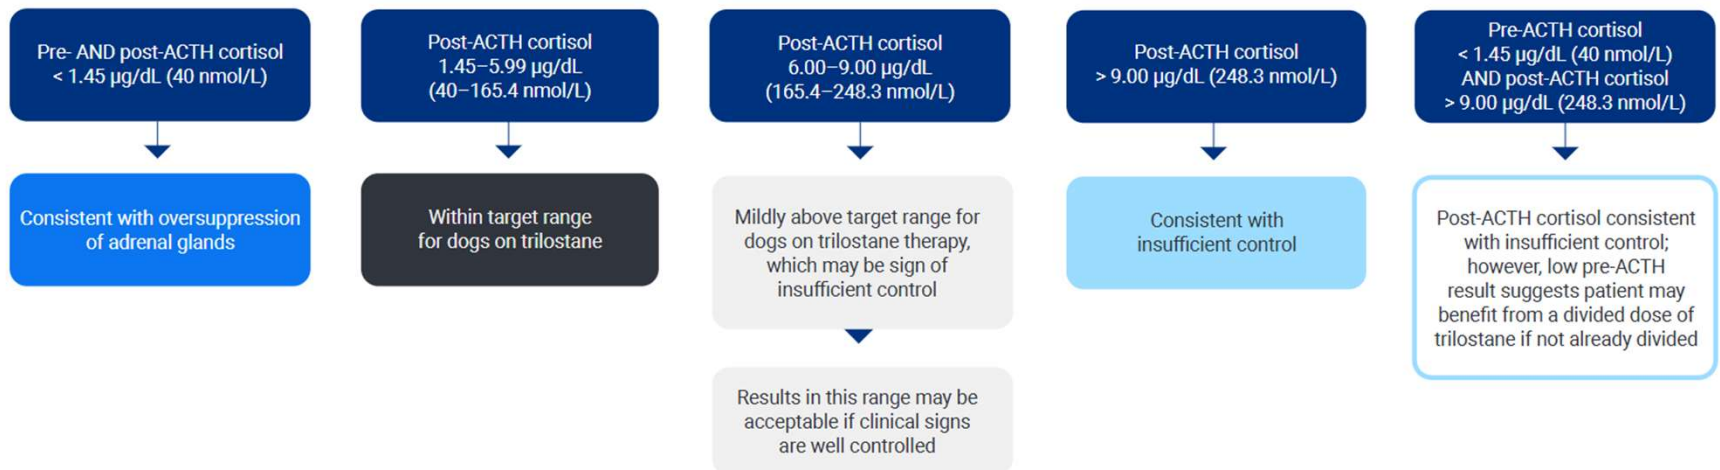 Pre- AND post-ACTH cortisol
< 1.45 µg/dL (40 nmol/L)
Consistent with oversuppression
of adrenal glands
Post-ACTH cortisol
1.45–5.99 µg/dL
(40–165.4 nmol/L)
Within target range
for dogs on trilostane
Post-ACTH cortisol
6.00–9.00 µg/dL
(165.4–248.3 nmol/L)
Mildly above target range for
dogs on trilostane therapy,
which may be sign of
insufficient control
Results in this range may be
acceptable if clinical signs
are well controlled
Post-ACTH cortisol
> 9.00 µg/dL (248.3 nmol/L)
Consistent with
insufficient control
Pre-ACTH cortisol
< 1.45 µg/dL (40 nmol/L)
AND post-ACTH cortisol
> 9.00 µg/dL (248.3 nmol/L)
Post-ACTH cortisol consistent
with insufficient control;
however, low pre-ACTH
result suggests patient may
benefit from a divided dose of
trilostane if not already divided